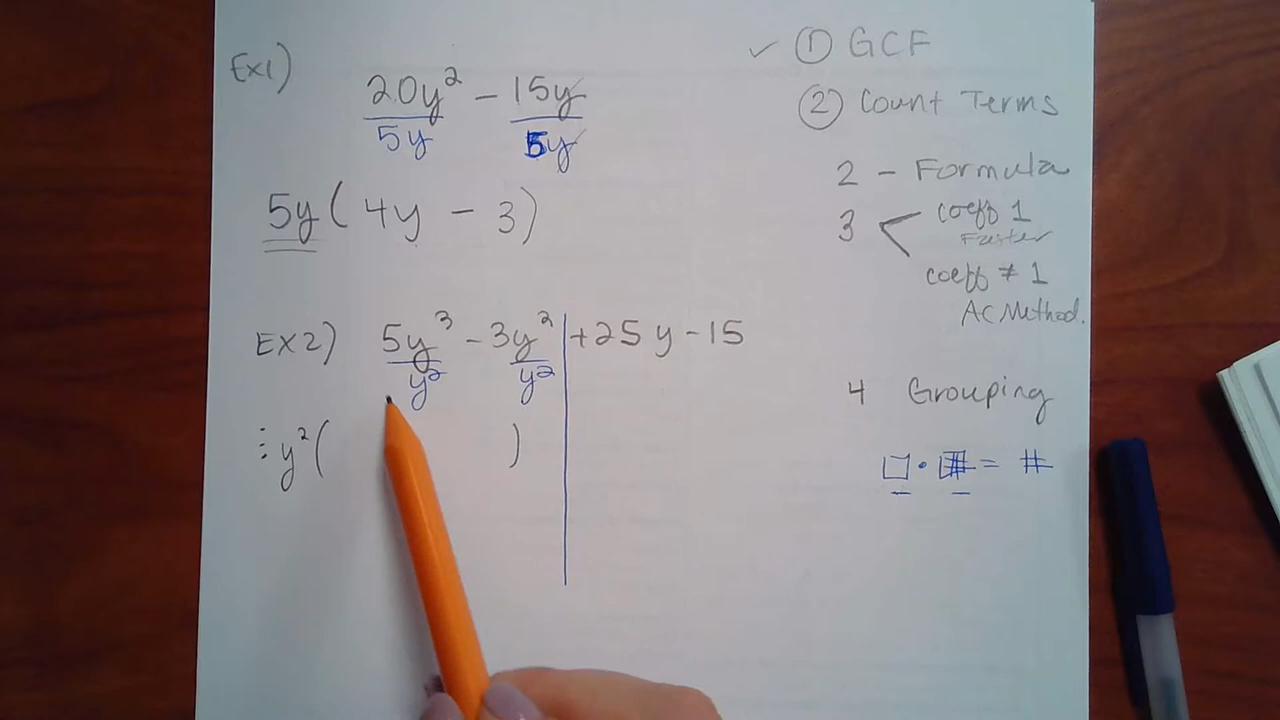 Ex1)
20y² - 15y
5y 5y
5y( 4y - 3)
EX2) 5y³ - 3y² +25y - 15
y² y²
y²( )
✓ ① GCF
② Count Terms
2 - Formula
3 < coeff 1
coeff ≠ 1
AC Method.
4 Grouping
□ · = #